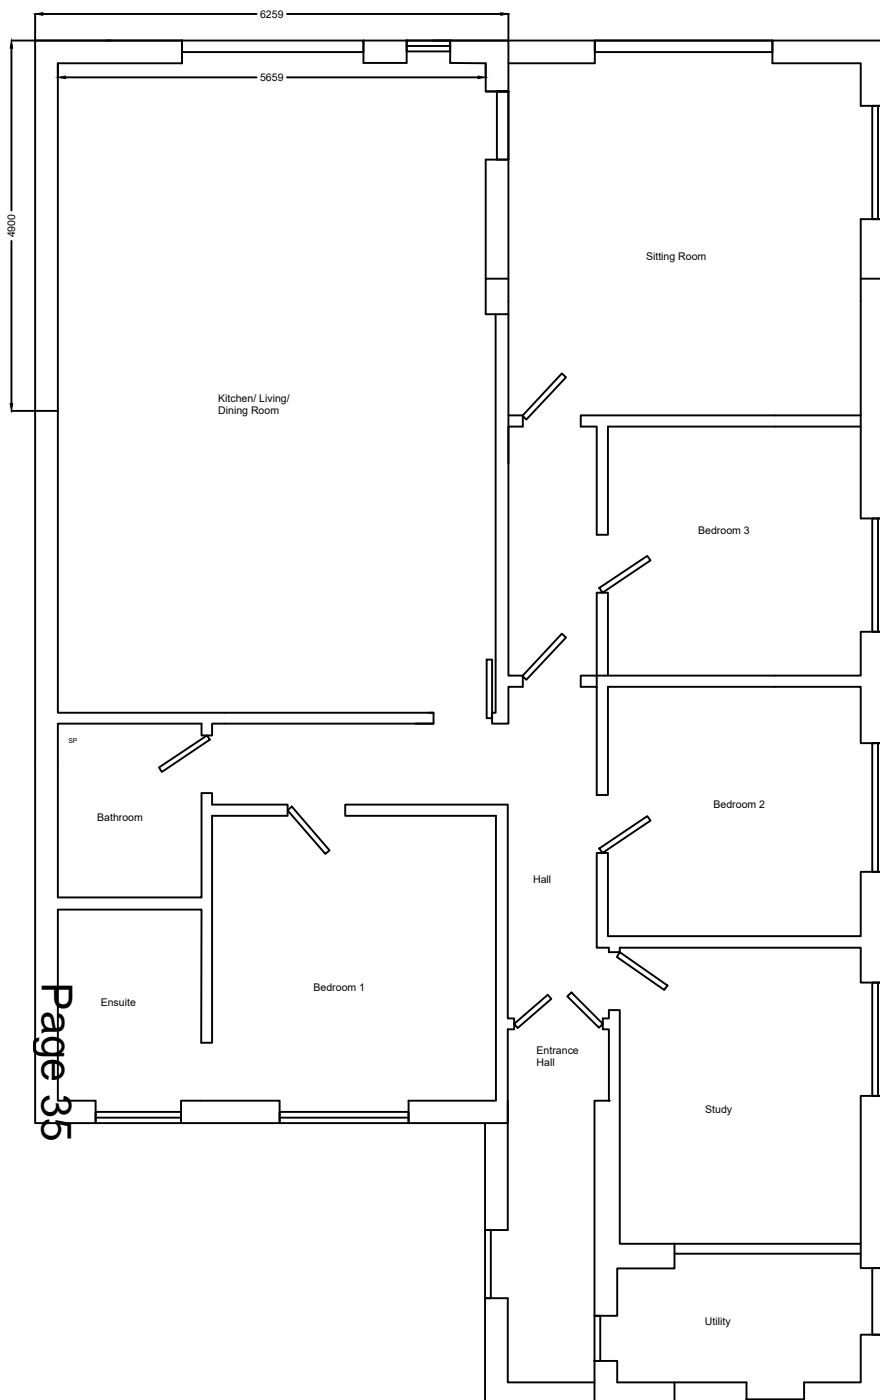 6259
5659
4900
Sitting Room
Kitchen/ Living/
Dining Room
Bedroom 3
SP
Bathroom
Bedroom 2
Hall
Bedroom 1
Ensuite
Entrance
Hall
Study
Utility
Page 35